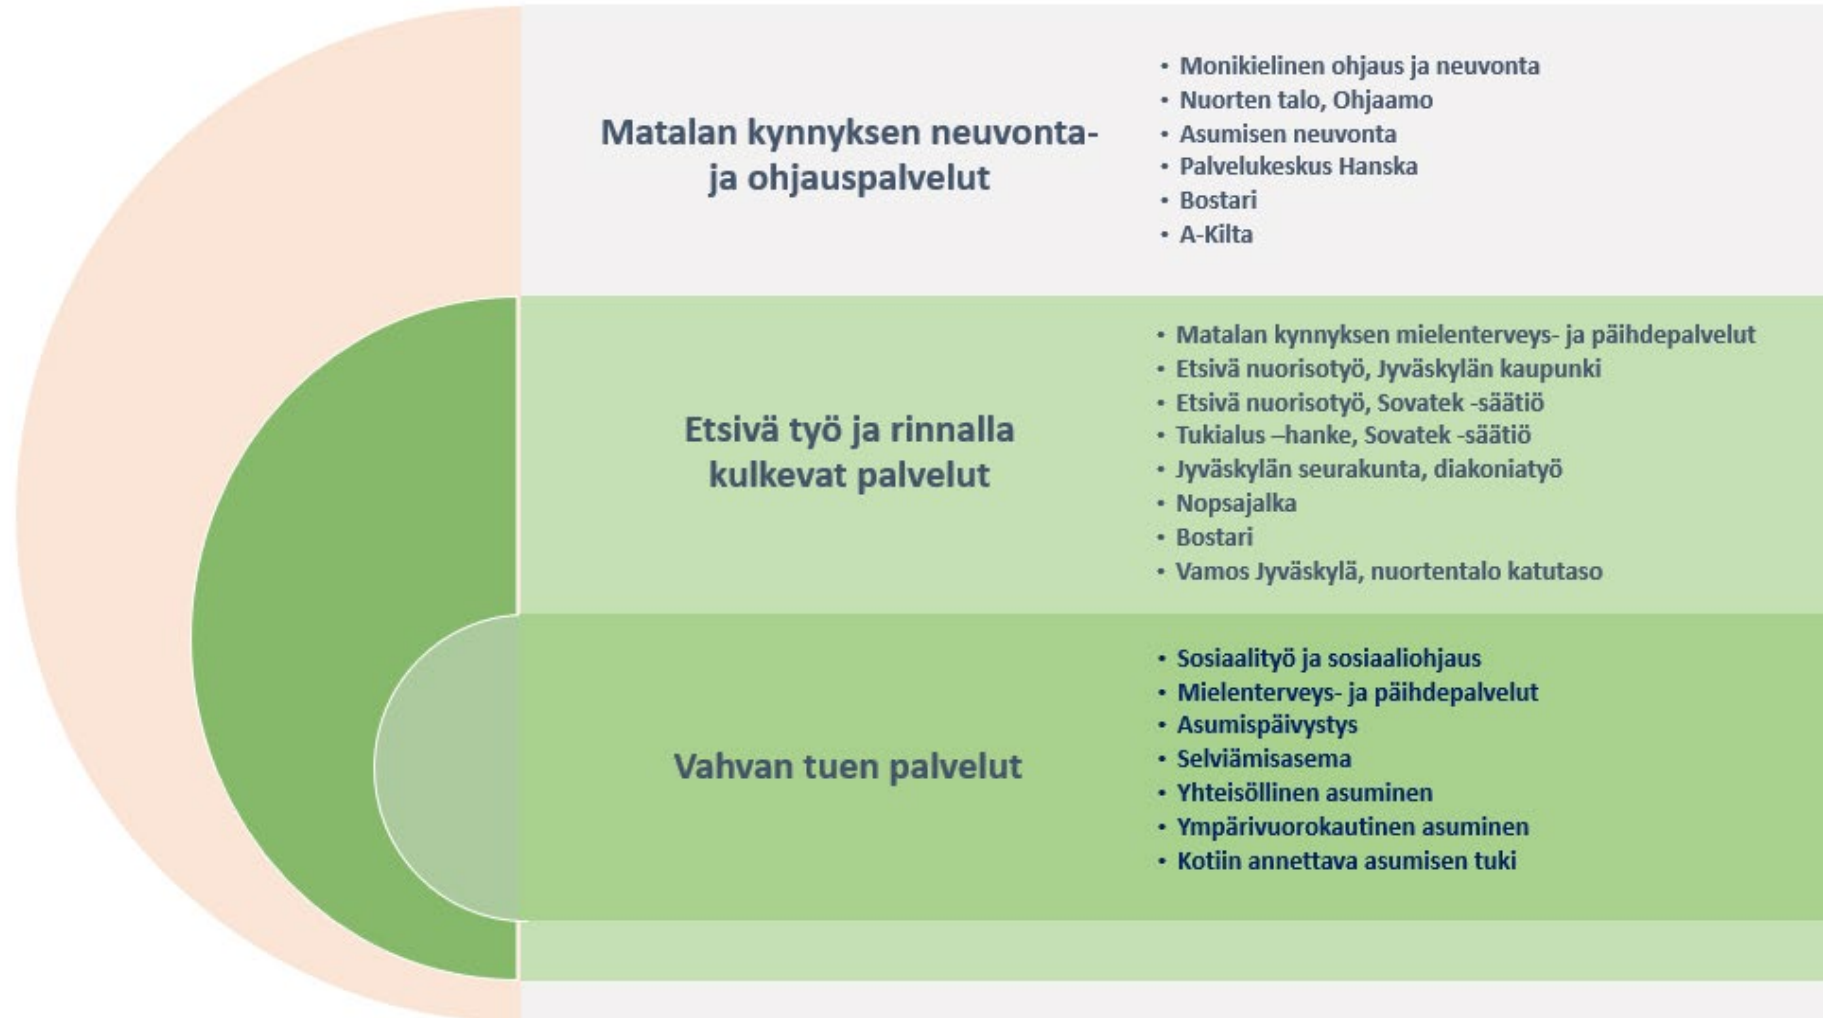 Matalan kynnyksen neuvonta-
ja ohjauspalvelut
• Monikielinen ohjaus ja neuvonta
• Nuorten talo, Ohjaamo
• Asumisen neuvonta
• Palvelukeskus Hanska
• Bostari
• A-Kilta
Etsivä työ ja rinnalla
kulkevat palvelut
• Matalan kynnyksen mielenterveys- ja päihdepalvelut
• Etsivä nuorisotyö, Jyväskylän kaupunki
• Etsivä nuorisotyö, Sovatek -säätiö
• Tukialus –hanke, Sovatek -säätiö
• Jyväskylän seurakunta, diakoniatyö
• Nopsajalka
• Bostari
• Vamos Jyväskylä, nuortentalo katutaso
Vahvan tuen palvelut
• Sosiaalityö ja sosiaaliohjaus
• Mielenterveys- ja päihdepalvelut
• Asumispäivystys
• Selviämisasema
• Yhteisöllinen asuminen
• Ympärivuorokautinen asuminen
• Kotiin annettava asumisen tuki